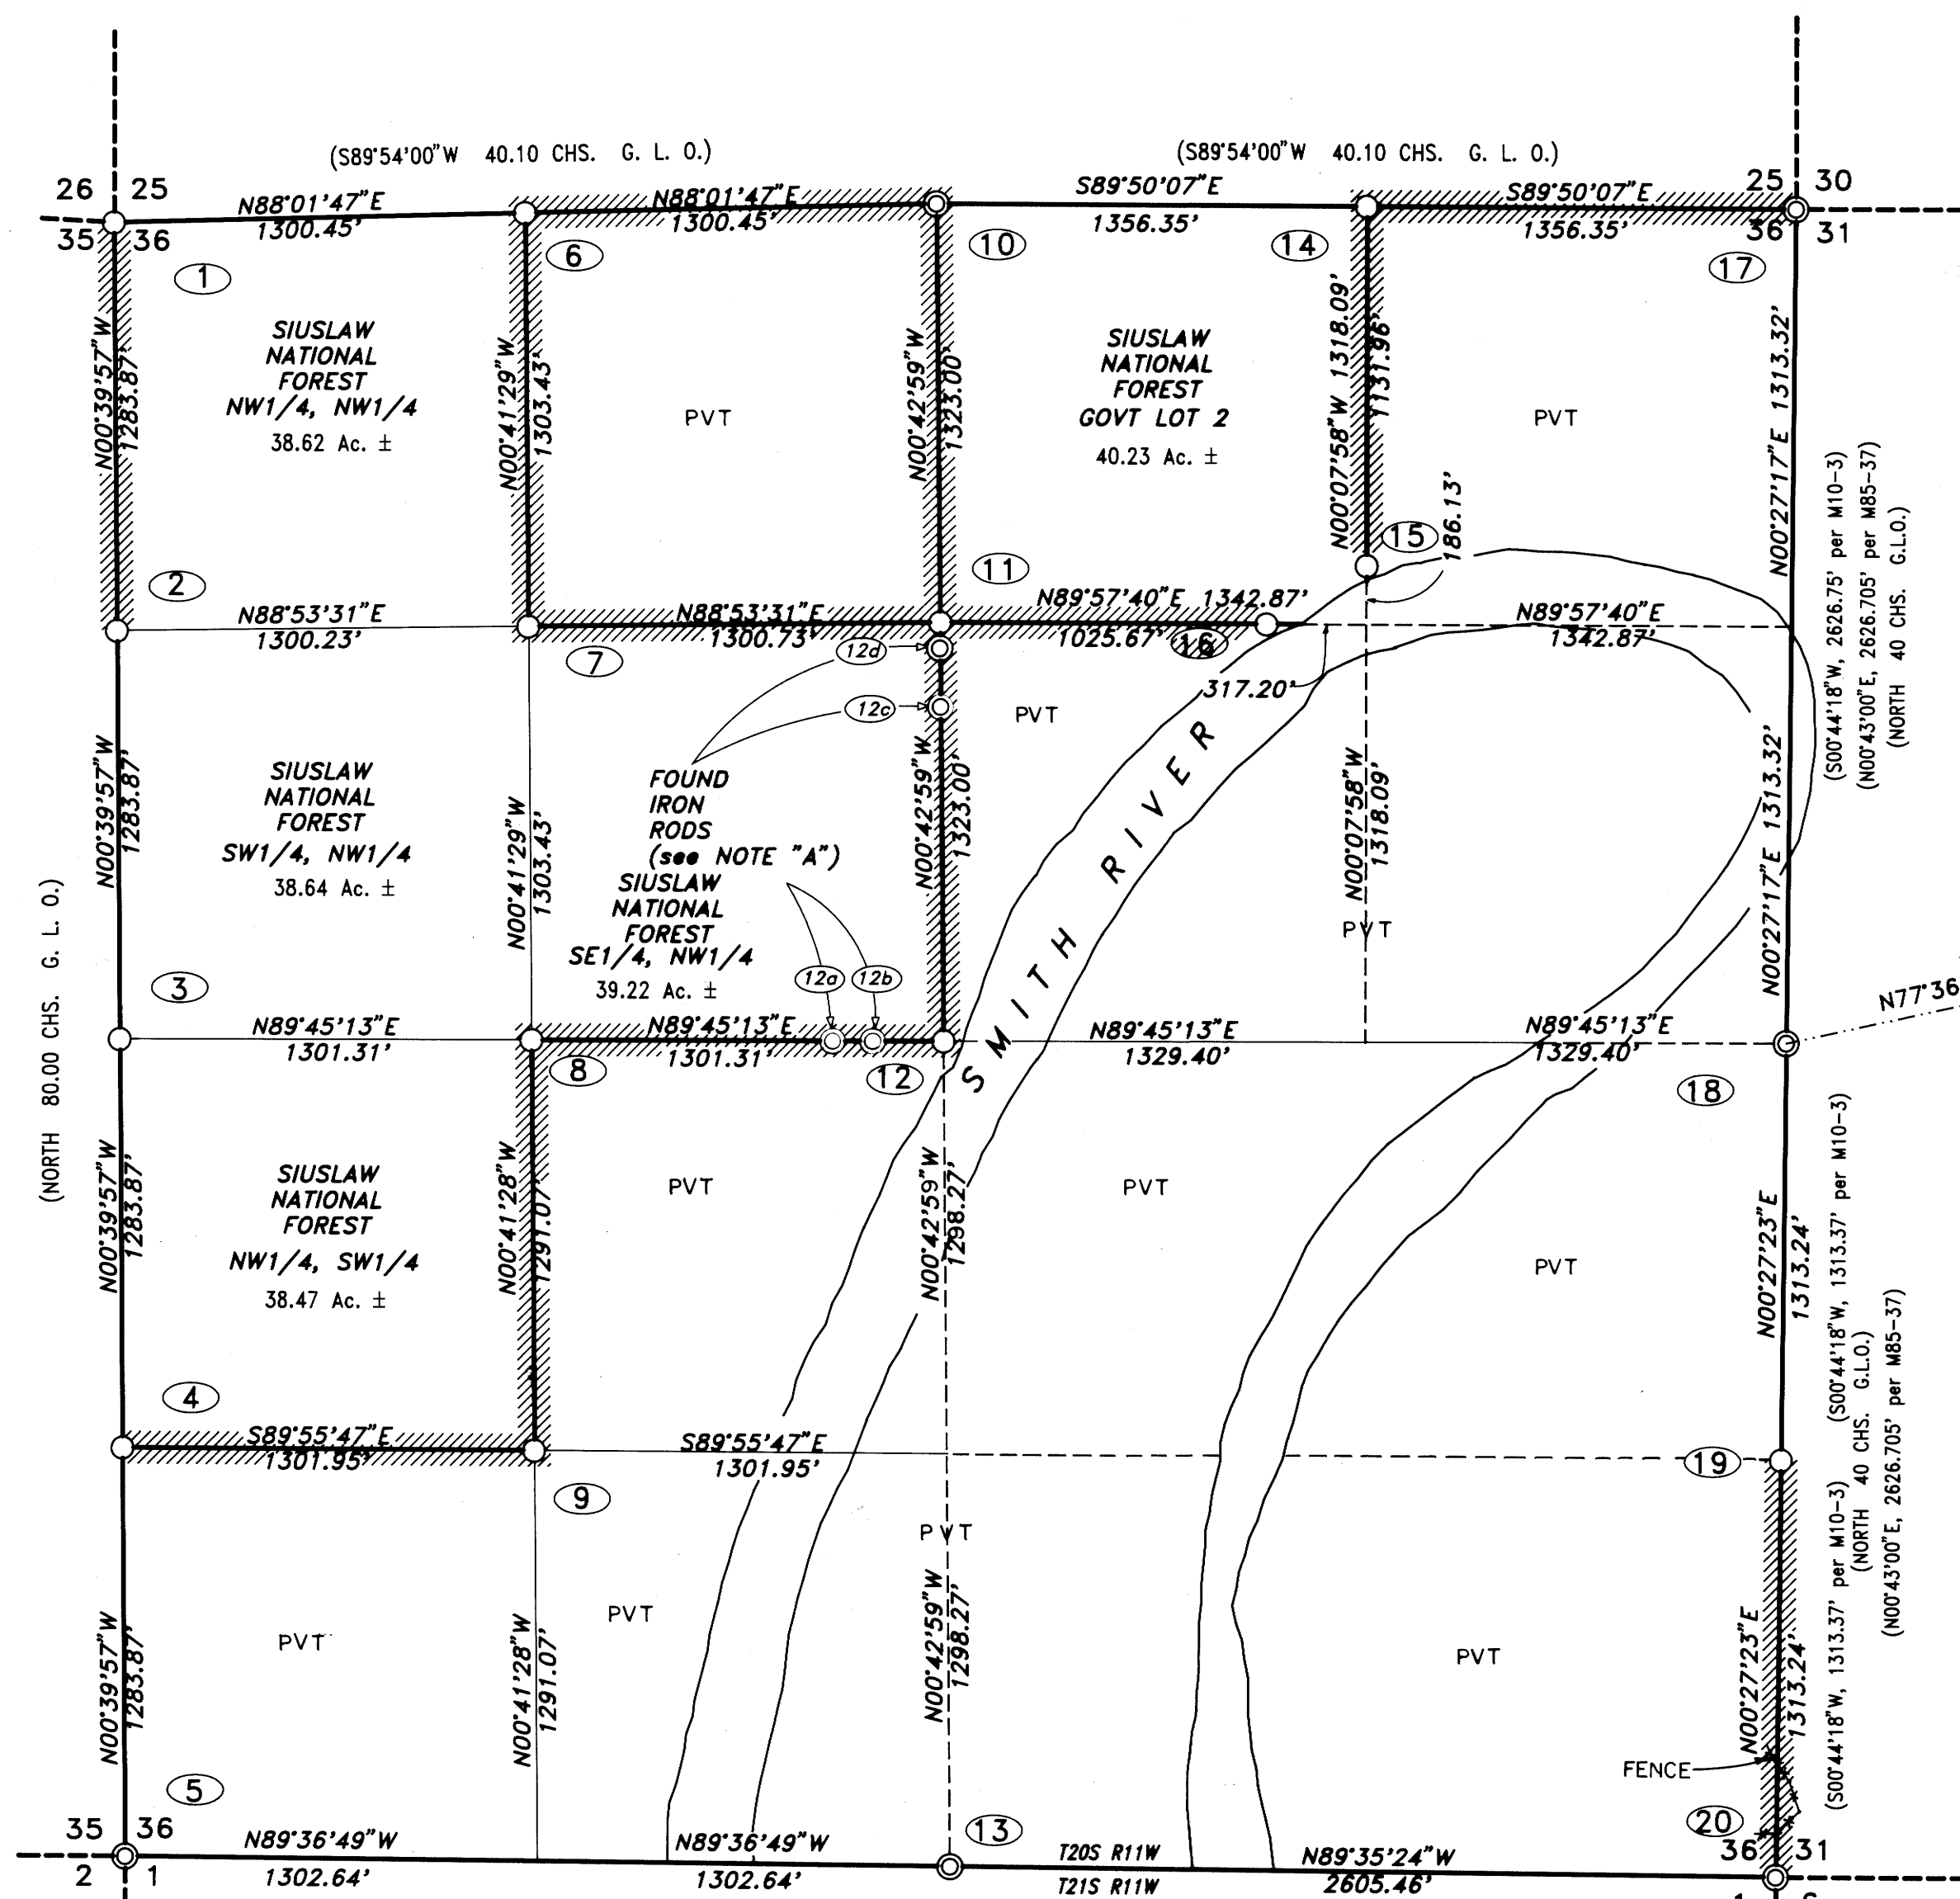 (S89°54'00"W 40.10 CHS. G. L. O.)
(S89°54'00"W 40.10 CHS. G. L. O.)
26 25
35 36
N88°01'47"E
1300.45'
N88°01'47"E
1300.45'
S89°50'07"E
1356.35'
S89°50'07"E
1356.35'
25 30
36 31
1
6
10
14
17
N00°39'57"W
1283.87'
SIUSLAW
NATIONAL
FOREST
NW1/4, NW1/4
38.62 Ac. ±
N00°41'29"W
1303.43'
PVT
N00°42'59"W
1323.00'
SIUSLAW
NATIONAL
FOREST
GOVT LOT 2
40.23 Ac. ±
N00°07'58"W 1318.09'
1131.96'
PVT
N00°27'17"E 1313.32'
15
186.13'
2
11
N88°53'31"E
1300.23'
N88°53'31"E
1300.73'
N89°57'40"E 1342.87'
1025.67'
16
317.20'
N89°57'40"E
1342.87'
(S00°44'18"W, 2626.75' per M10-3)
(N00°43'00"E, 2626.705' per M85-37)
(NORTH 40 CHS. G.L.O.)
7
12d
12c
PVT
N00°39'57"W
1283.87'
SIUSLAW
NATIONAL
FOREST
SW1/4, NW1/4
38.64 Ac. ±
N00°41'29"W
1303.43'
FOUND
IRON
RODS
(see NOTE "A")
SIUSLAW
NATIONAL
FOREST
SE1/4, NW1/4
39.22 Ac. ±
12a
12b
N00°42'59"W
1323.00'
SMITH RIVER
N00°07'58"W
1318.09'
PVT
N00°27'17"E 1313.32'
N77°36
(NORTH 80.00 CHS. G. L. O.)
3
N89°45'13"E
1301.31'
N89°45'13"E
1301.31'
N89°45'13"E
1329.40'
N89°45'13"E
1329.40'
8
12
18
N00°39'57"W
1283.87'
SIUSLAW
NATIONAL
FOREST
NW1/4, SW1/4
38.47 Ac. ±
N00°41'28"W
1291.07'
PVT
N00°42'59"W
1298.27'
PVT
PVT
N00°27'23"E
1313.24'
(S00°44'18"W, 1313.37' per M10-3)
(S00°44'18"W, 1313.37' per M10-3)
(NORTH 40 CHS. G.L.O.)
(N00°43'00"E, 2626.705' per M85-37)
4
S89°55'47"E
1301.95'
S89°55'47"E
1301.95'
9
19
N00°39'57"W
1283.87'
PVT
N00°41'28"W
1291.07'
PVT
PVT
N00°42'59"W
1298.27'
PVT
N00°27'23"E
1313.24'
FENCE
5
13
20
35 36
2 1
N89°36'49"W
1302.64'
N89°36'49"W
1302.64'
T20S R11W
T21S R11W
N89°35'24"W
2605.46'
36 31